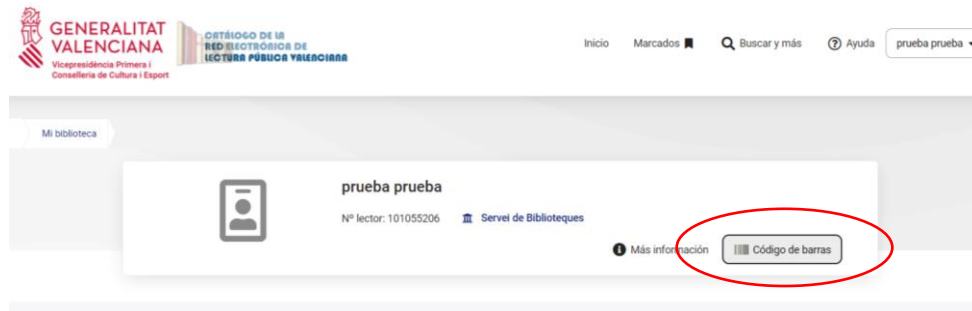 GENERALITAT
VALENCIANA
Vicepresidència Primera i
Conselleria de Cultura i Esport
CATÁLOGO DE LA
RED ELECTRÓNICA DE
LECTURA PÚBLICA VALENCIANA
Inicio Marcados Buscar y más Ayuda prueba prueba
Mi biblioteca
prueba prueba
Nº lector: 101055206 Servei de Biblioteques
Más información Código de barras